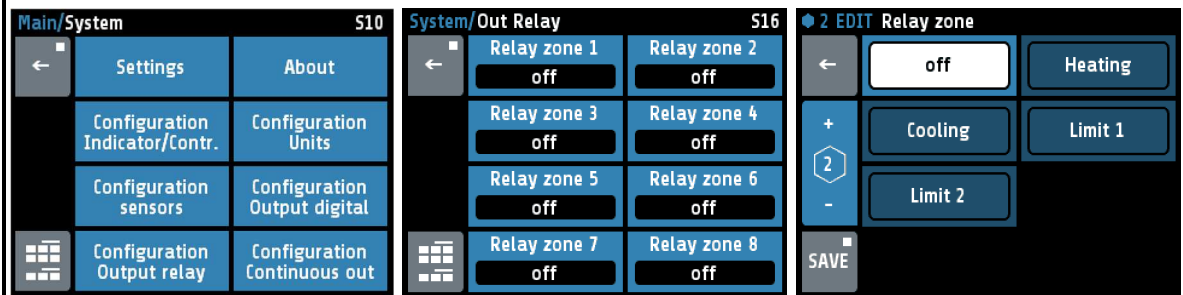 Main/System S10
←
Settings
About
Configuration
Indicator/Contr.
Configuration
Units
Configuration
sensors
Configuration
Output digital
Configuration
Output relay
Configuration
Continuous out
System/Out Relay S16
←
Relay zone 1
off
Relay zone 2
off
Relay zone 3
off
Relay zone 4
off
Relay zone 5
off
Relay zone 6
off
Relay zone 7
off
Relay zone 8
off
2 EDIT Relay zone
←
off
Heating
+
2
-
Cooling
Limit 1
Limit 2
SAVE